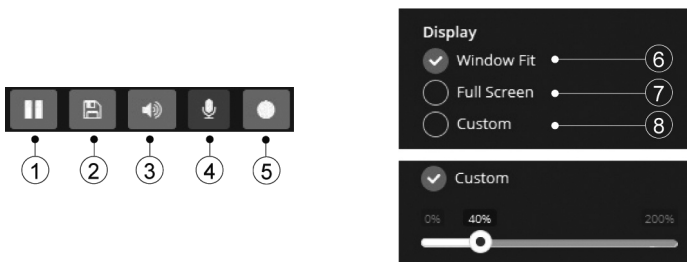 1
2
3
4
5
Display
Window Fit 6
Full Screen 7
Custom 8
Custom
0% 40% 200%